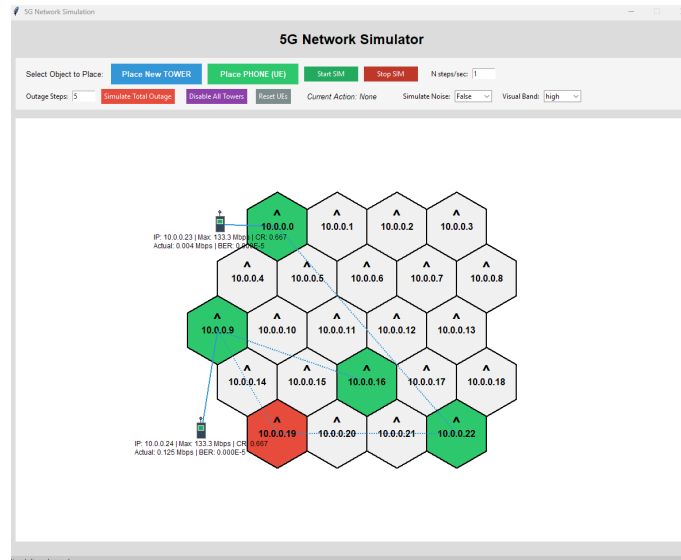 5G Network Simulation
5G Network Simulator
Select Object to Place: Place New TOWER Place PHONE (UE) Start SIM Stop SIM N steps/sec: 1
Outage Steps: 5 Simulate Total Outage Disable All Towers Reset UEs Current Action: None Simulate Noise: False Visual Band: high
^ ^ ^ ^
10.0.0.0 10.0.0.1 10.0.0.2 10.0.0.3
IP: 10.0.0.23 | Max: 133.3 Mbps | CR: 0.667
Actual: 0.004 Mbps | BER: 0.000E-5
^ ^ ^ ^ ^
10.0.0.4 10.0.0.5 10.0.0.6 10.0.0.7 10.0.0.8
^ ^ ^ ^ ^
10.0.0.9 10.0.0.10 10.0.0.11 10.0.0.12 10.0.0.13
^ ^ ^ ^ ^
10.0.0.14 10.0.0.15 10.0.0.16 10.0.0.17 10.0.0.18
^ ^ ^ ^
10.0.0.19 10.0.0.20 10.0.0.21 10.0.0.22
IP: 10.0.0.24 | Max: 133.3 Mbps | CR: 0.667
Actual: 0.125 Mbps | BER: 0.000E-5